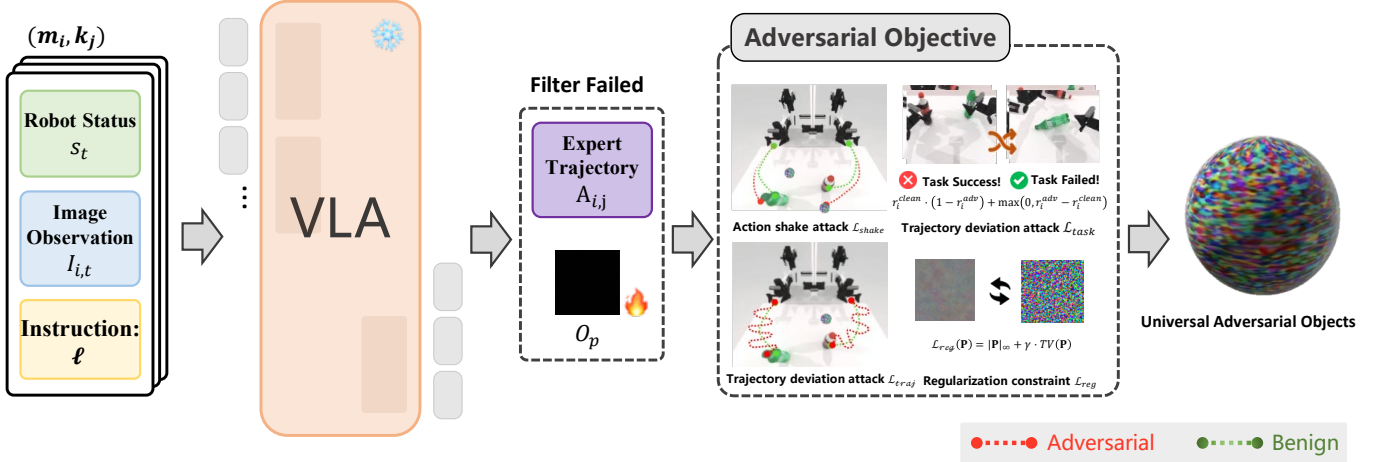 (m_i, k_j)
Robot Status
s_t
Image
Observation
I_{i,t}
Instruction:
ℓ
⋮
VLA
Filter Failed
Expert
Trajectory
A_{i,j}
O_p
Adversarial Objective
Task Success!
Task Failed!
r_i^{clean} · (1 − r_i^{adv}) + max(0, r_i^{adv} − r_i^{clean})
Action shake attack ℒ_{shake}
Trajectory deviation attack ℒ_{task}
ℒ_{reg}(P) = |P|_∞ + γ · TV(P)
Trajectory deviation attack ℒ_{traj}
Regularization constraint ℒ_{reg}
Universal Adversarial Objects
Adversarial
Benign